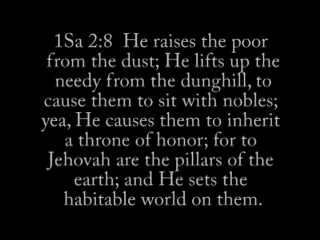 1Sa 2:8  He raises the poor
from the dust; He lifts up the
needy from the dunghill, to
cause them to sit with nobles;
yea, He causes them to inherit
a throne of honor; for to
Jehovah are the pillars of the
earth; and He sets the
habitable world on them.